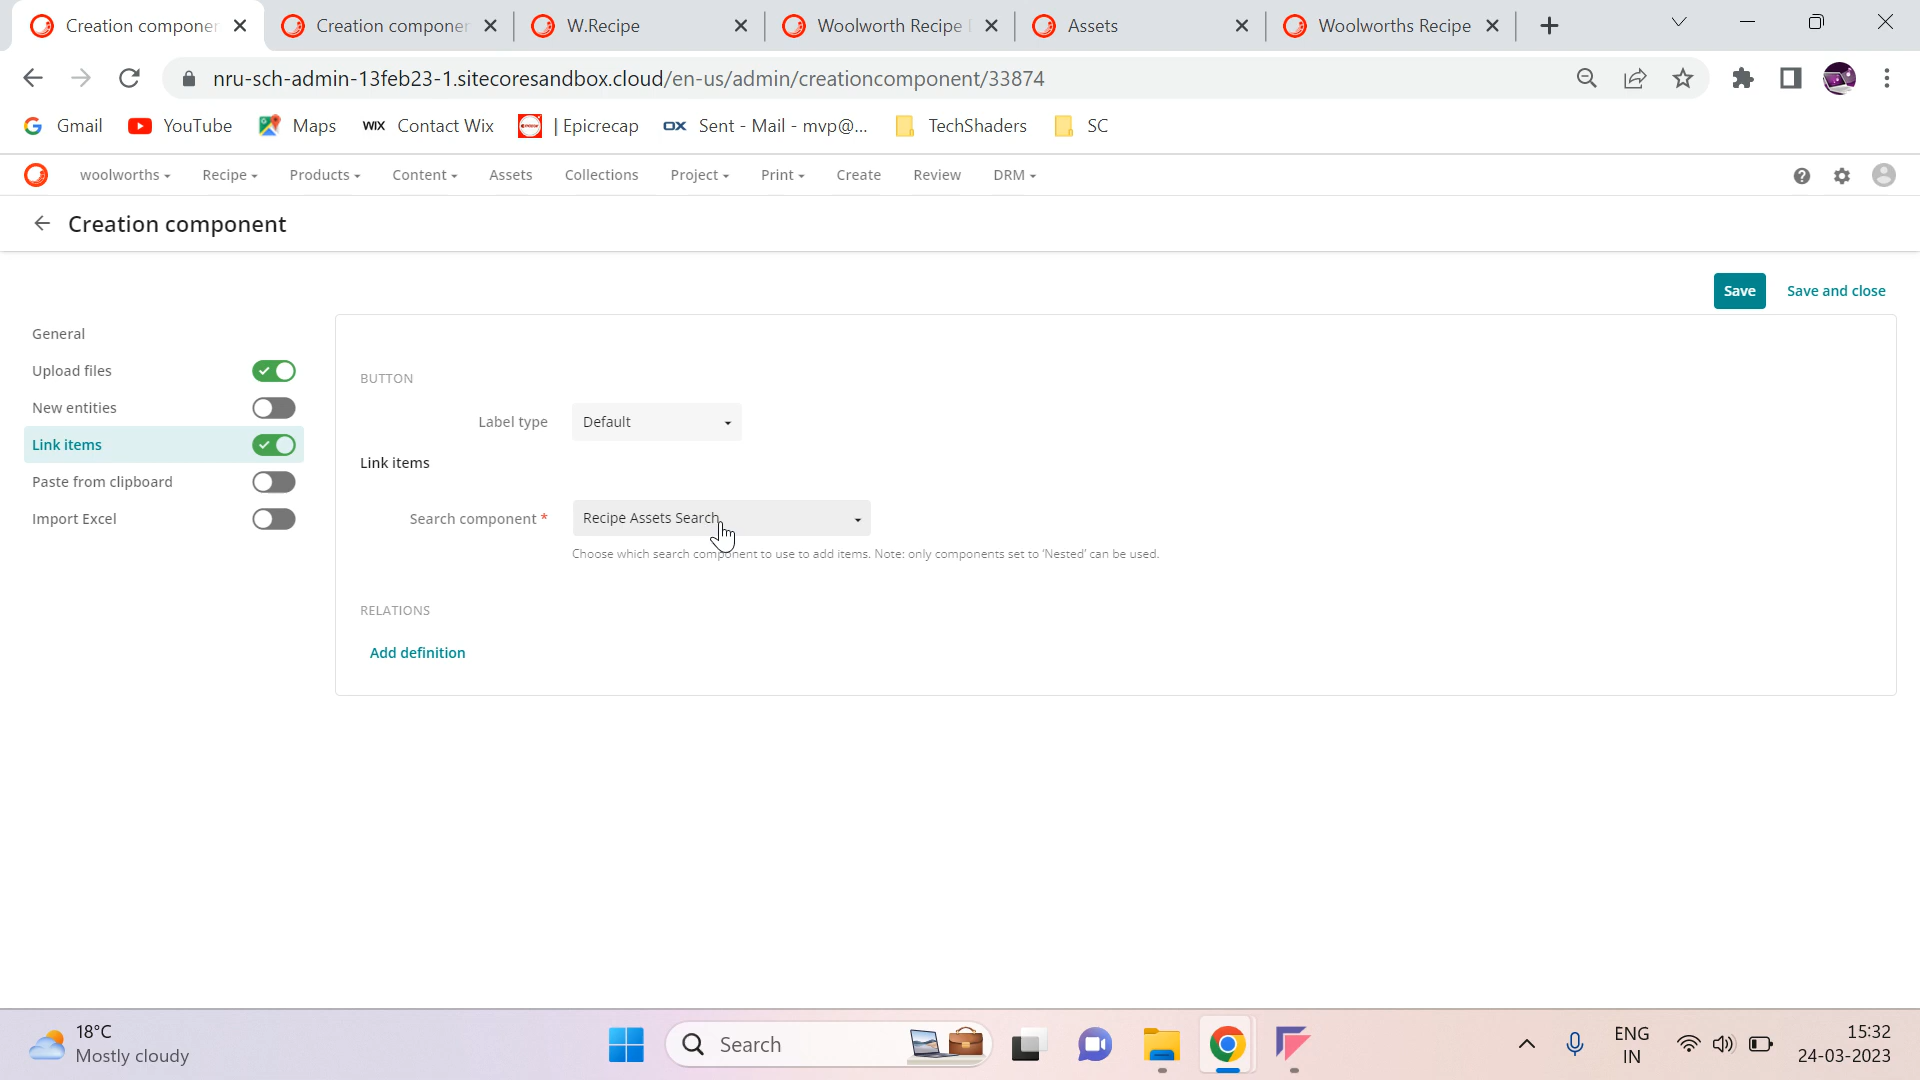 Creation componer
Creation componer
W.Recipe
Woolworth Recipe
Assets
Woolworths Recipe
nru-sch-admin-13feb23-1.sitecoresandbox.cloud/en-us/admin/creationcomponent/33874
Gmail
YouTube
Maps
WIX Contact Wix
| Epicrecap
OX Sent - Mail - mvp@...
TechShaders
SC
woolworths
Recipe
Products
Content
Assets
Collections
Project
Print
Create
Review
DRM
Creation component
Save
Save and close
General
Upload files
New entities
Link items
Paste from clipboard
Import Excel
BUTTON
Label type
Default
Link items
Search component *
Recipe Assets Search
Choose which search component to use to add items. Note: only components set to 'Nested' can be used.
RELATIONS
Add definition
18°C
Mostly cloudy
Search
ENG
IN
15:32
24-03-2023